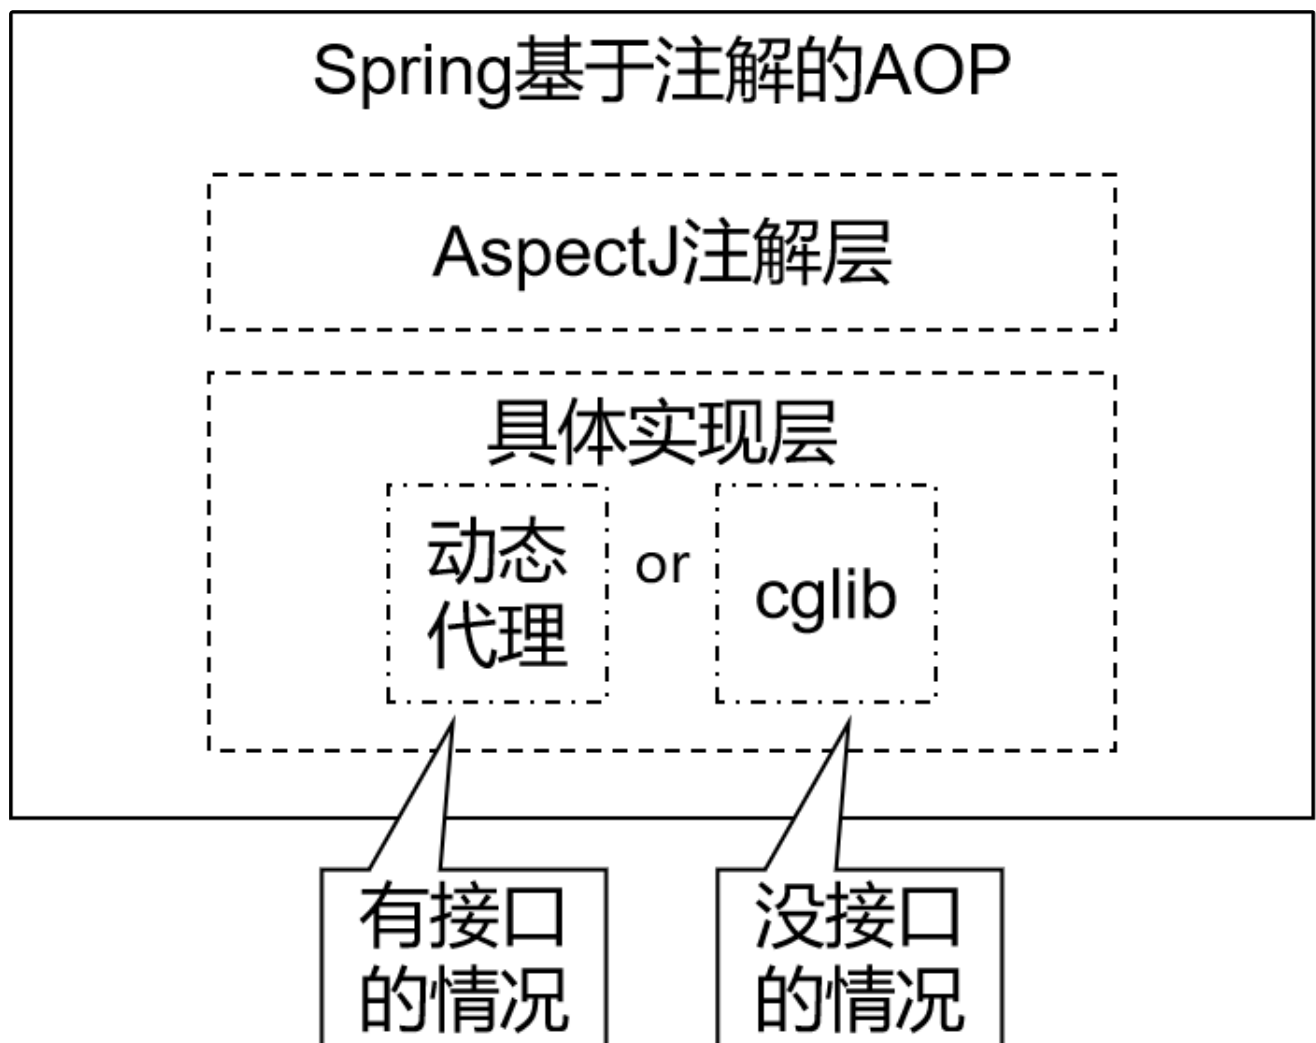 Spring基于注解的AOP
AspectJ注解层
具体实现层
动态
代理
or
cglib
有接口
的情况
没接口
的情况